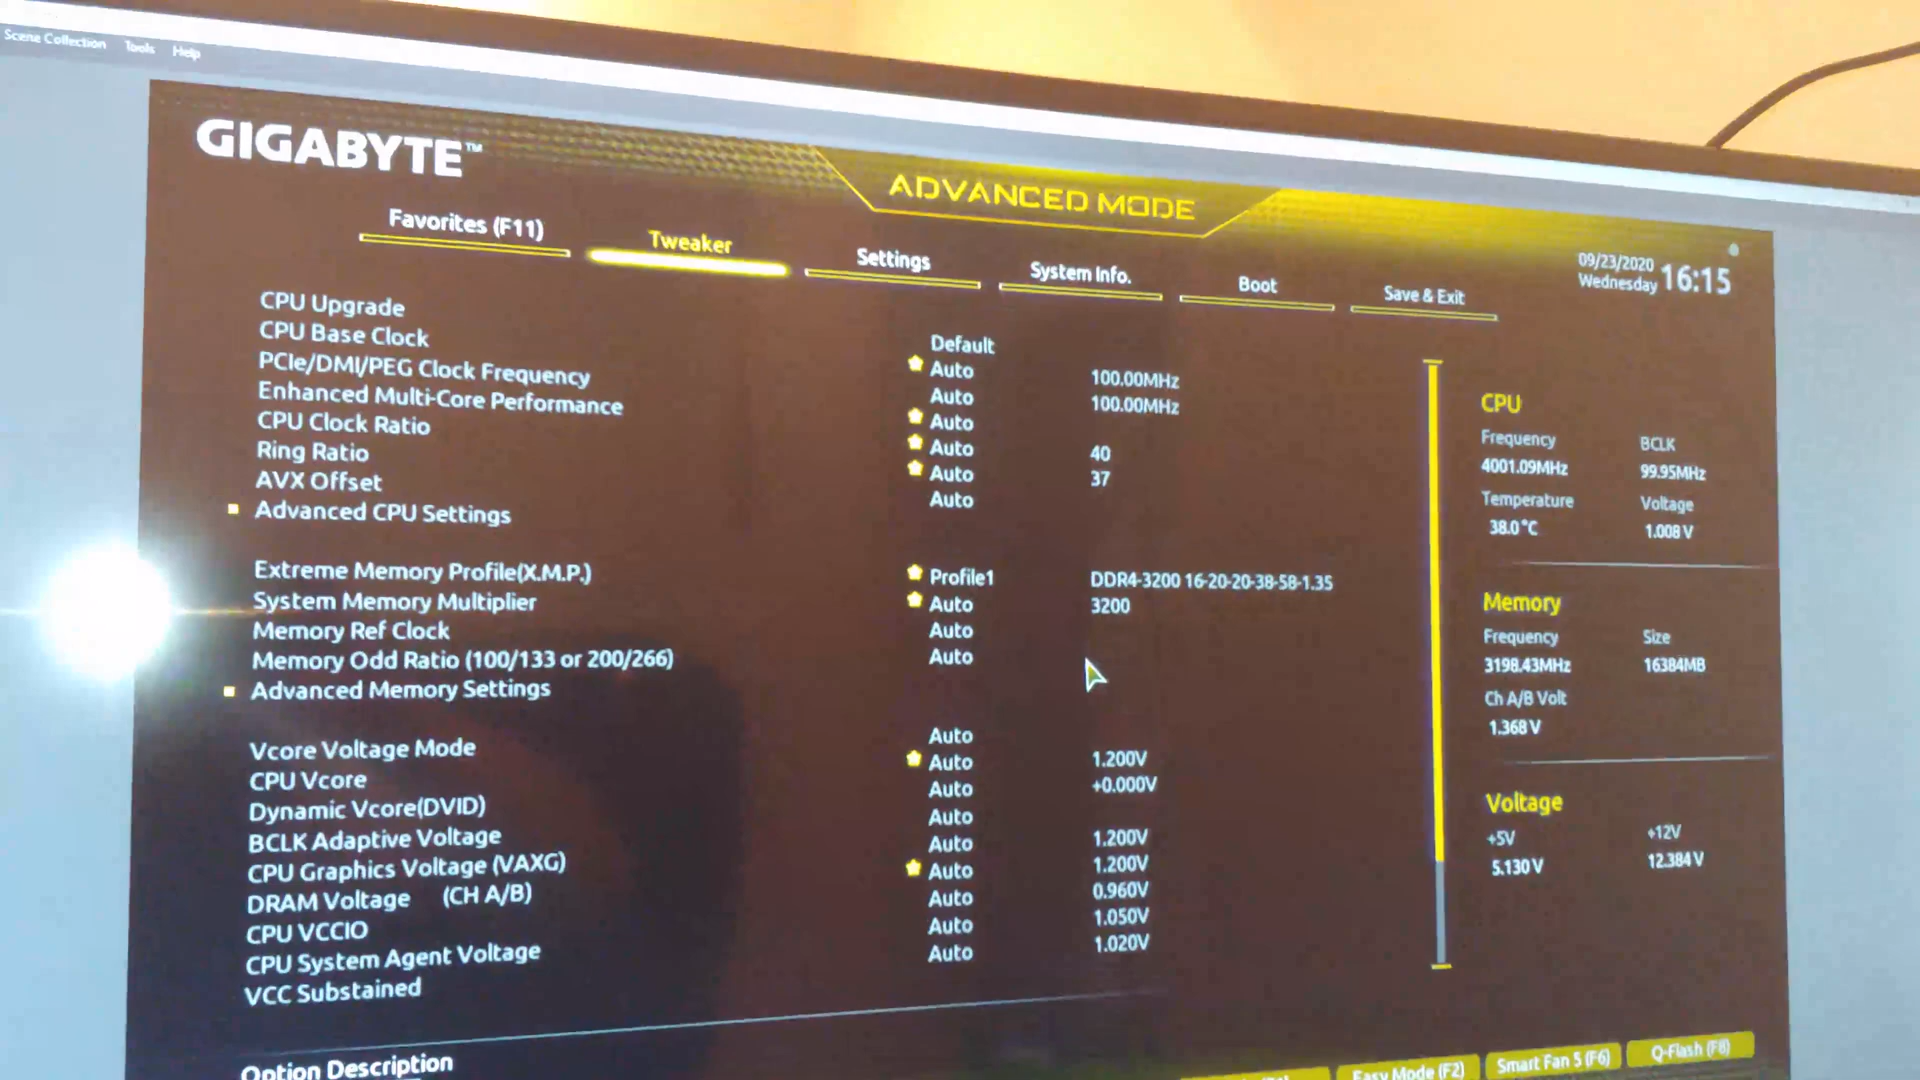 Scene Collection Tools Help
GIGABYTE™
ADVANCED MODE
Favorites (F11) Tweaker Settings System Info. Boot Save & Exit
09/23/2020
Wednesday 16:15
CPU Upgrade
CPU Base Clock
PCIe/DMI/PEG Clock Frequency
Enhanced Multi-Core Performance
CPU Clock Ratio
Ring Ratio
AVX Offset
Advanced CPU Settings
Default
Auto 100.00MHz
Auto 100.00MHz
Auto
Auto 40
Auto 37
Auto
Extreme Memory Profile(X.M.P.) Profile1 DDR4-3200 16-20-20-38-58-1.35
System Memory Multiplier Auto 3200
Memory Ref Clock Auto
Memory Odd Ratio (100/133 or 200/266) Auto
Advanced Memory Settings
Vcore Voltage Mode
CPU Vcore
Dynamic Vcore(DVID)
BCLK Adaptive Voltage
CPU Graphics Voltage (VAXG)
DRAM Voltage (CH A/B)
CPU VCCIO
CPU System Agent Voltage
VCC Substained
Auto
Auto 1.200V
Auto +0.000V
Auto
Auto 1.200V
Auto 1.200V
Auto 0.960V
Auto 1.050V
Auto 1.020V
CPU
Frequency BCLK
4001.09MHz 99.95MHz
Temperature Voltage
38.0°C 1.008 V
Memory
Frequency Size
3198.43MHz 16384MB
Ch A/B Volt
1.368 V
Voltage
+5V +12V
5.130 V 12.384 V
Option Description
Easy Mode (F2) Smart Fan 5 (F6) Q-Flash (F8)